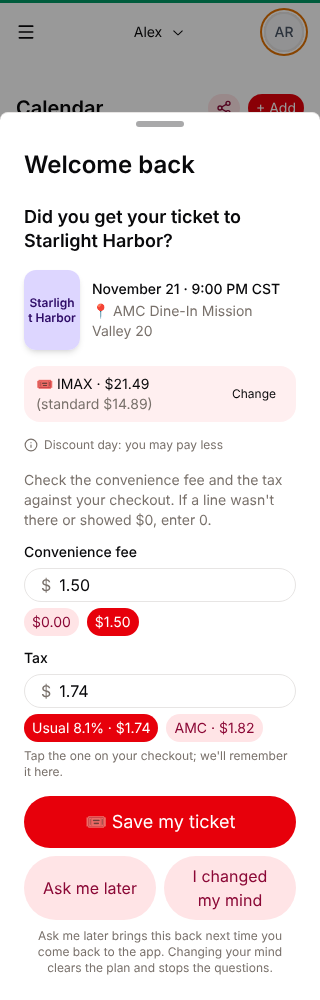 Alex
AR
Calendar
+ Add
Welcome back
Did you get your ticket to
Starlight Harbor?
Starligh
t Harbor
November 21 · 9:00 PM CST
📍 AMC Dine-In Mission
Valley 20
🎟️ IMAX · $21.49
(standard $14.89)
Change
Discount day: you may pay less
Check the convenience fee and the tax
against your checkout. If a line wasn't
there or showed $0, enter 0.
Convenience fee
$ 1.50
$0.00
$1.50
Tax
$ 1.74
Usual 8.1% · $1.74
AMC · $1.82
Tap the one on your checkout; we'll remember
it here.
🎟️ Save my ticket
Ask me later
I changed
my mind
Ask me later brings this back next time you
come back to the app. Changing your mind
clears the plan and stops the questions.